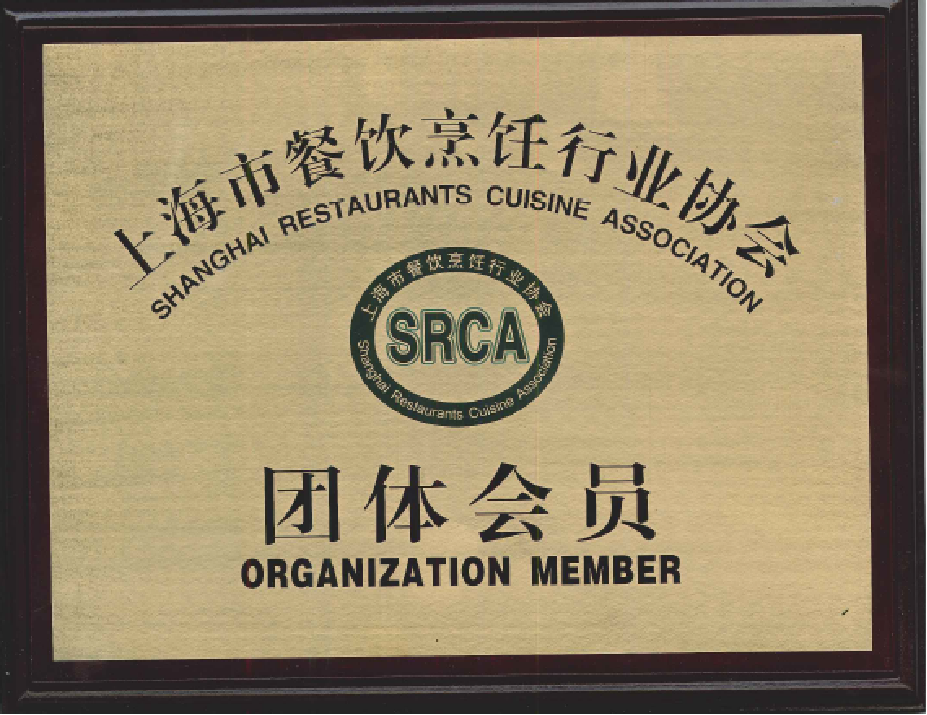 上海市餐饮烹饪行业协会
SHANGHAI RESTAURANTS CUISINE ASSOCIATION
上海市餐饮烹饪行业协会
SRCA
Shanghai Restaurants Cuisine Association
团体会员
ORGANIZATION MEMBER